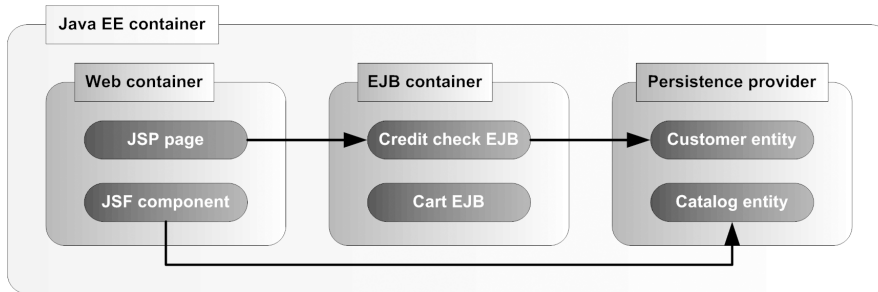 Java EE container
Web container
EJB container
Persistence provider
JSP page
Credit check EJB
Customer entity
JSF component
Cart EJB
Catalog entity